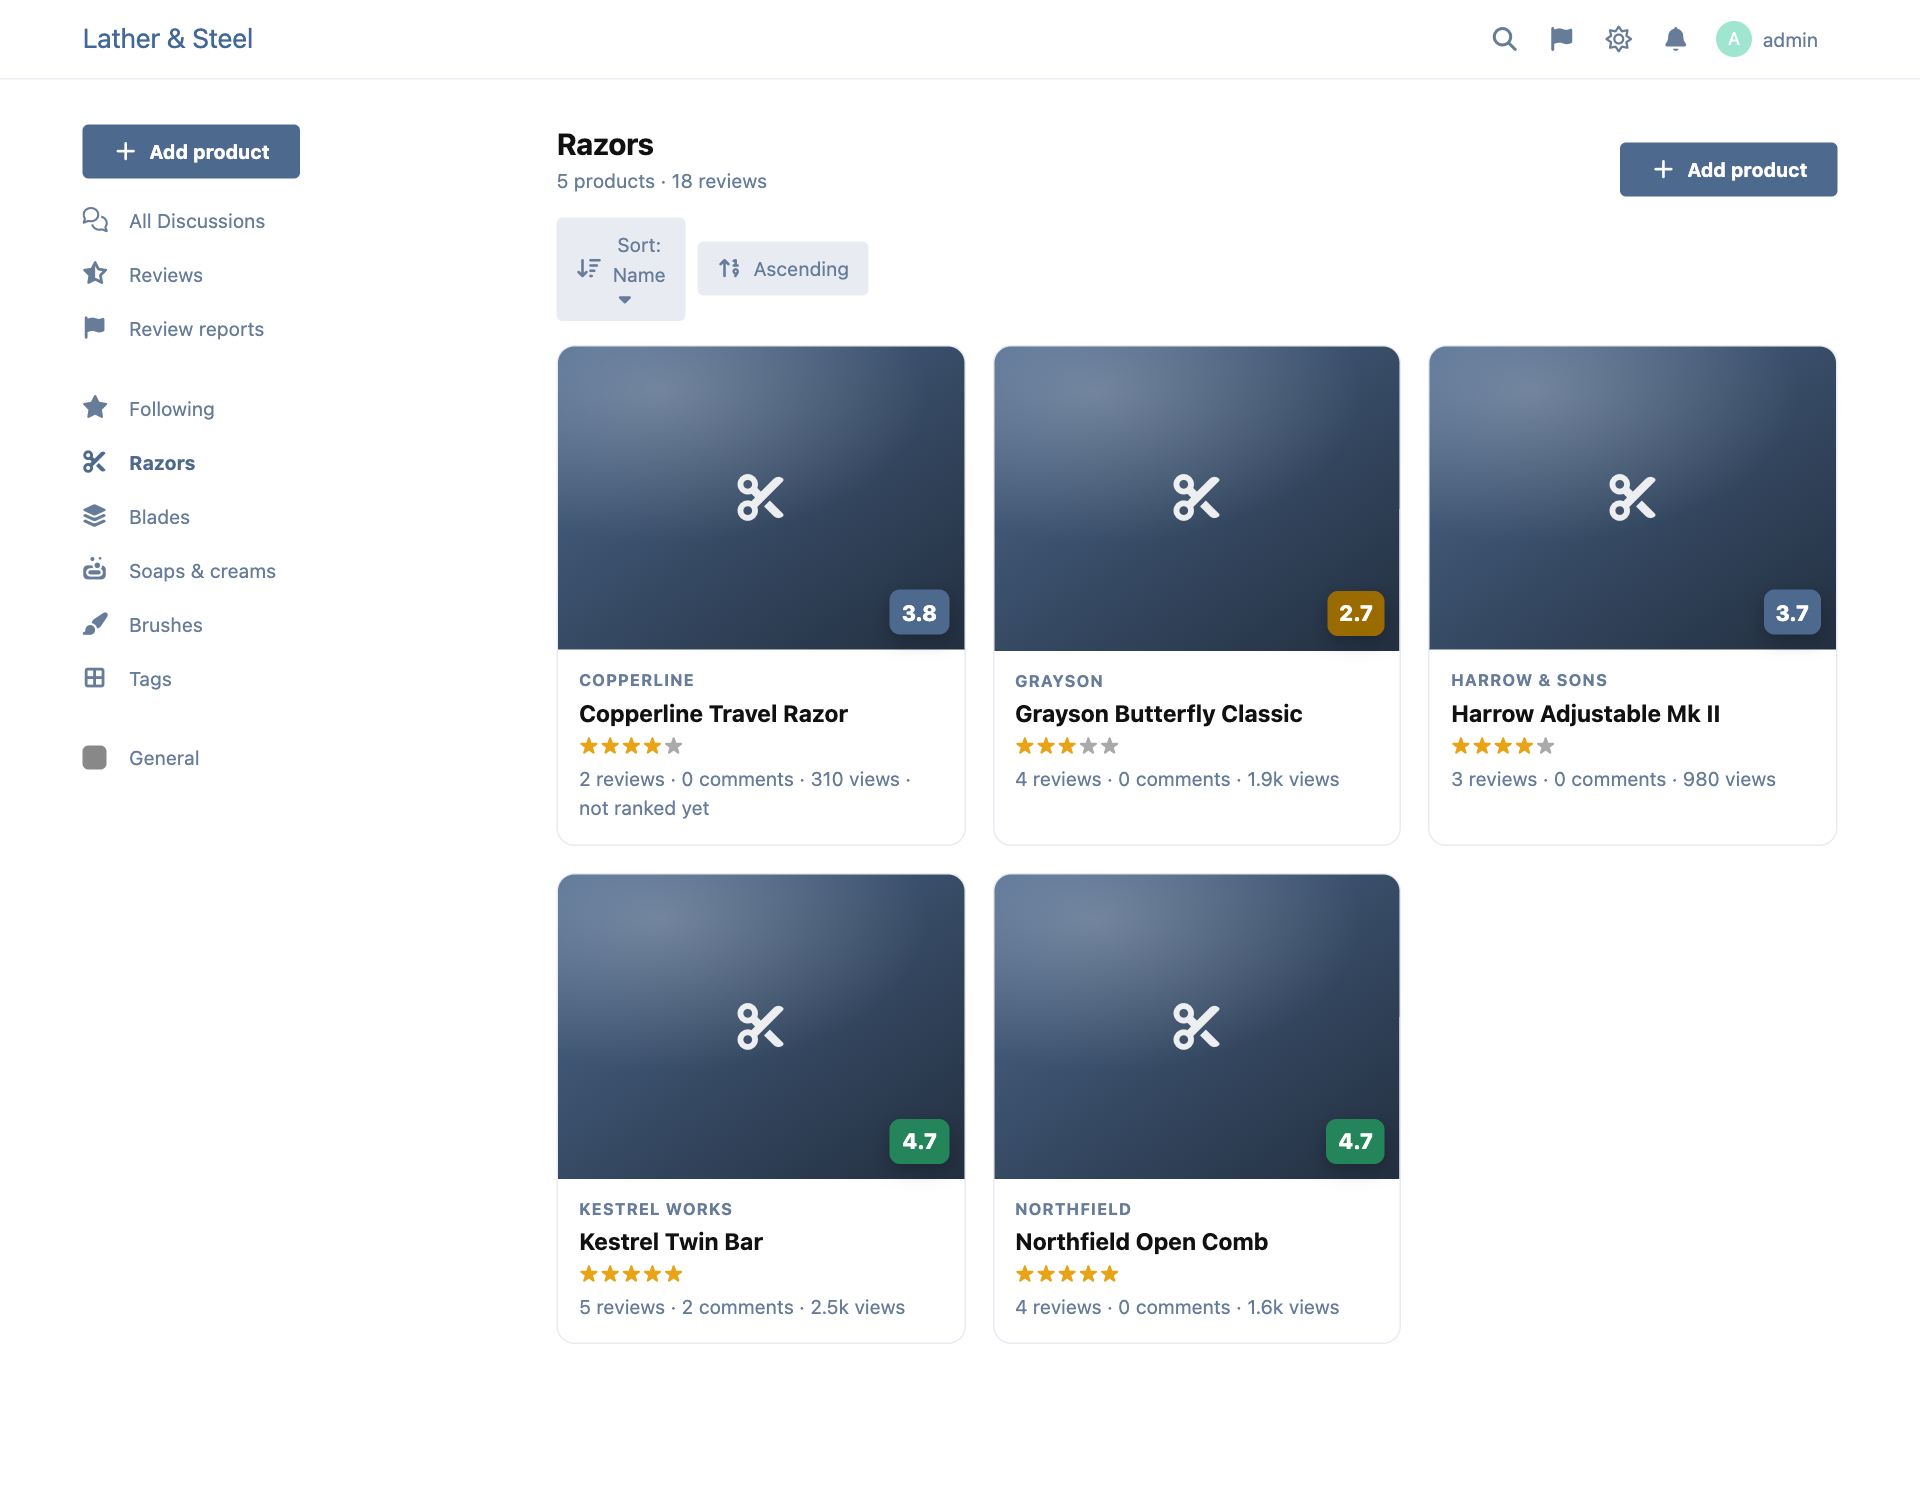 Lather & Steel
A admin
Add product
All Discussions
Reviews
Review reports
Following
Razors
Blades
Soaps & creams
Brushes
Tags
General
Razors
5 products · 18 reviews
Add product
Sort:
Name
Ascending
3.8
COPPERLINE
Copperline Travel Razor
2 reviews · 0 comments · 310 views ·
not ranked yet
2.7
GRAYSON
Grayson Butterfly Classic
4 reviews · 0 comments · 1.9k views
3.7
HARROW & SONS
Harrow Adjustable Mk II
3 reviews · 0 comments · 980 views
4.7
KESTREL WORKS
Kestrel Twin Bar
5 reviews · 2 comments · 2.5k views
4.7
NORTHFIELD
Northfield Open Comb
4 reviews · 0 comments · 1.6k views